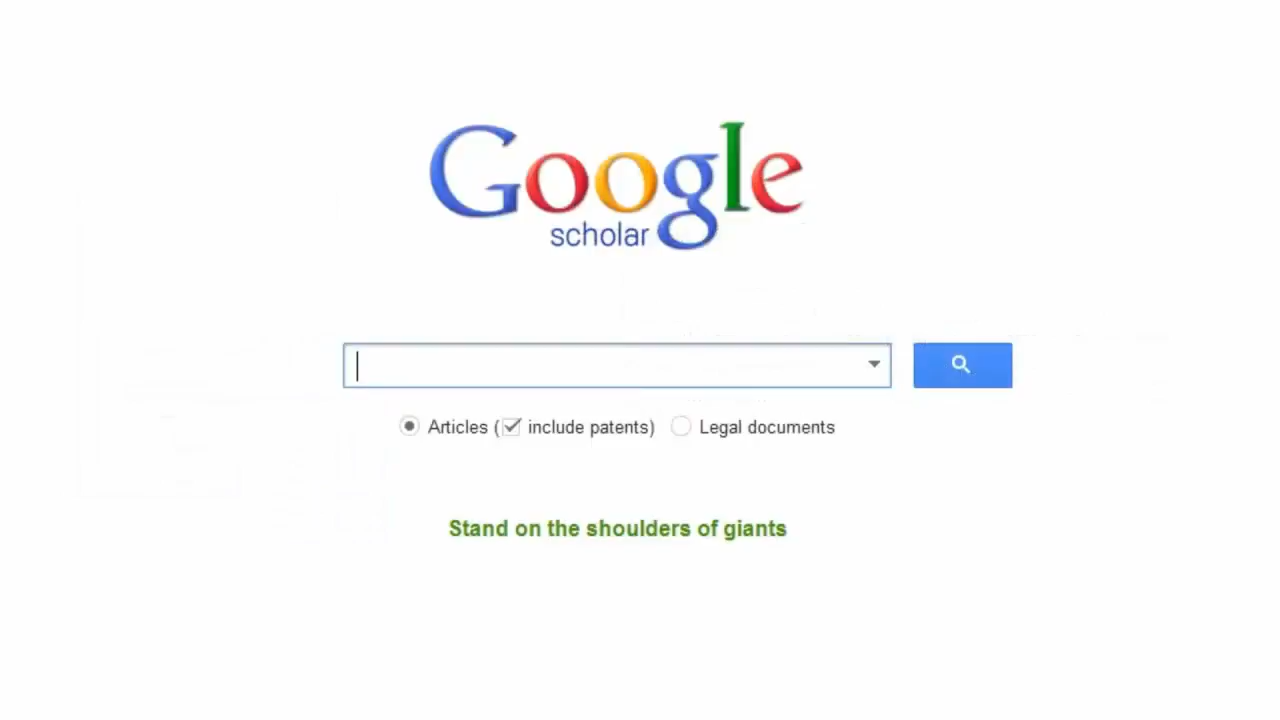 Google
scholar
Articles (include patents) Legal documents
Stand on the shoulders of giants